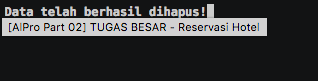 Data telah berhasil dihapus!
[AlPro Part 02] TUGAS BESAR - Reservasi Hotel